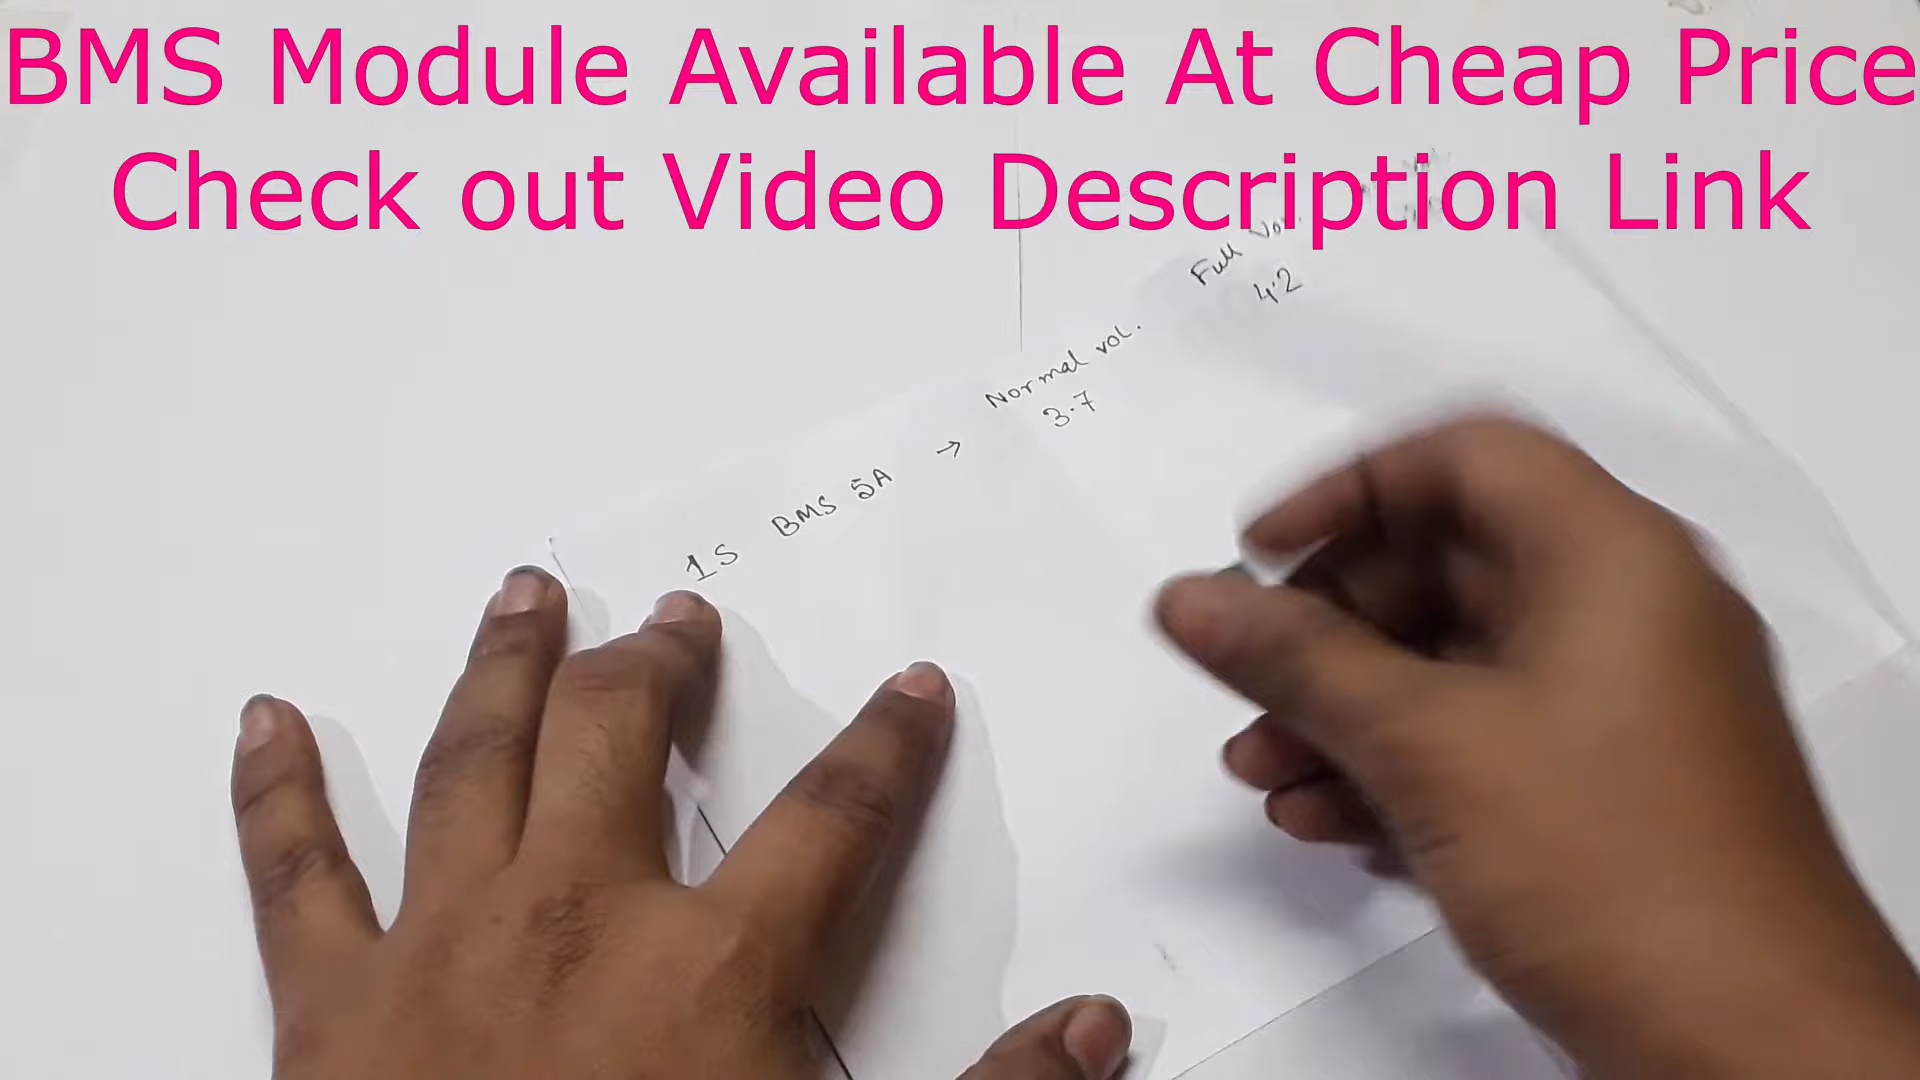 BMS Module Available At Cheap Price
Check out Video Description Link
Full Vol.
4.2
Normal vol.
3.7
1S BMS 5A →